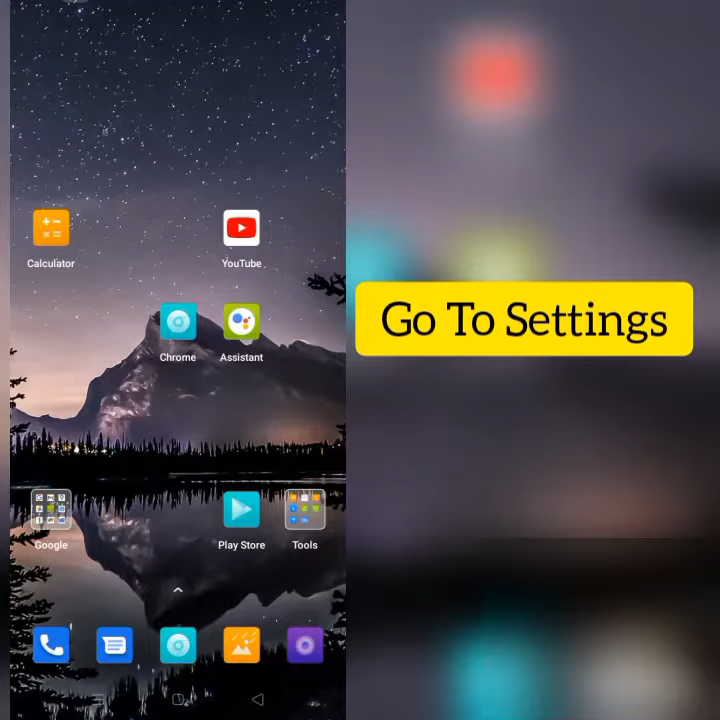 Calculator
YouTube
Chrome
Assistant
Go To Settings
Google
Play Store
Tools